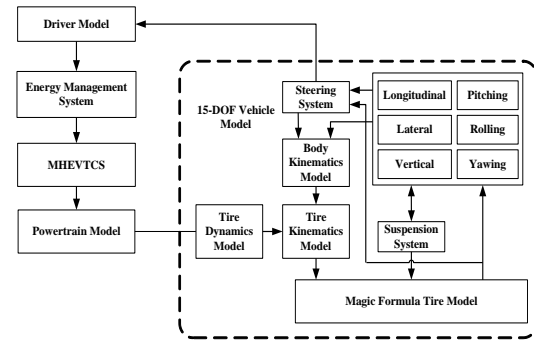 Driver Model
Energy Management
System
MHEVTCS
Powertrain Model
15-DOF Vehicle
Model
Steering
System
Body
Kinematics
Model
Tire
Dynamics
Model
Tire
Kinematics
Model
Longitudinal
Pitching
Lateral
Rolling
Vertical
Yawing
Suspension
System
Magic Formula Tire Model